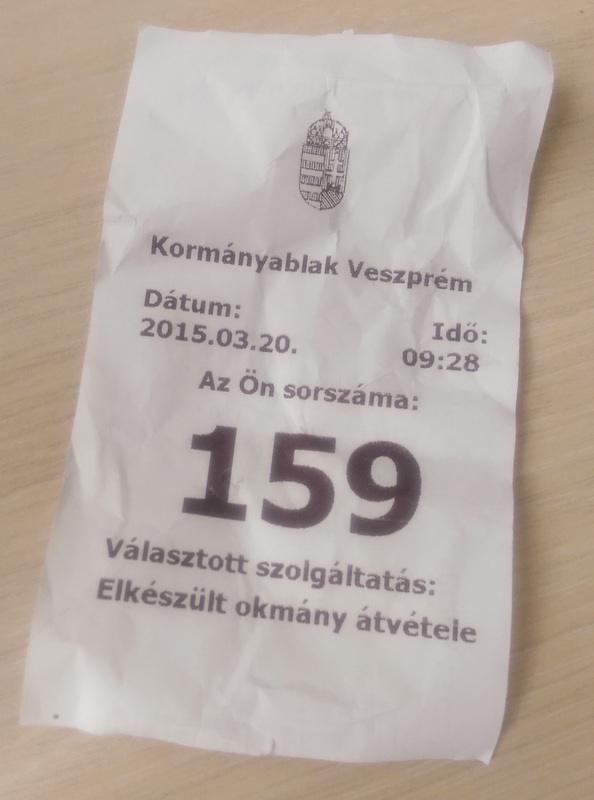 Kormányablak Veszprém
Dátum: Idő:
2015.03.20. 09:28
Az Ön sorszáma:
159
Választott szolgáltatás:
Elkészült okmány átvétele